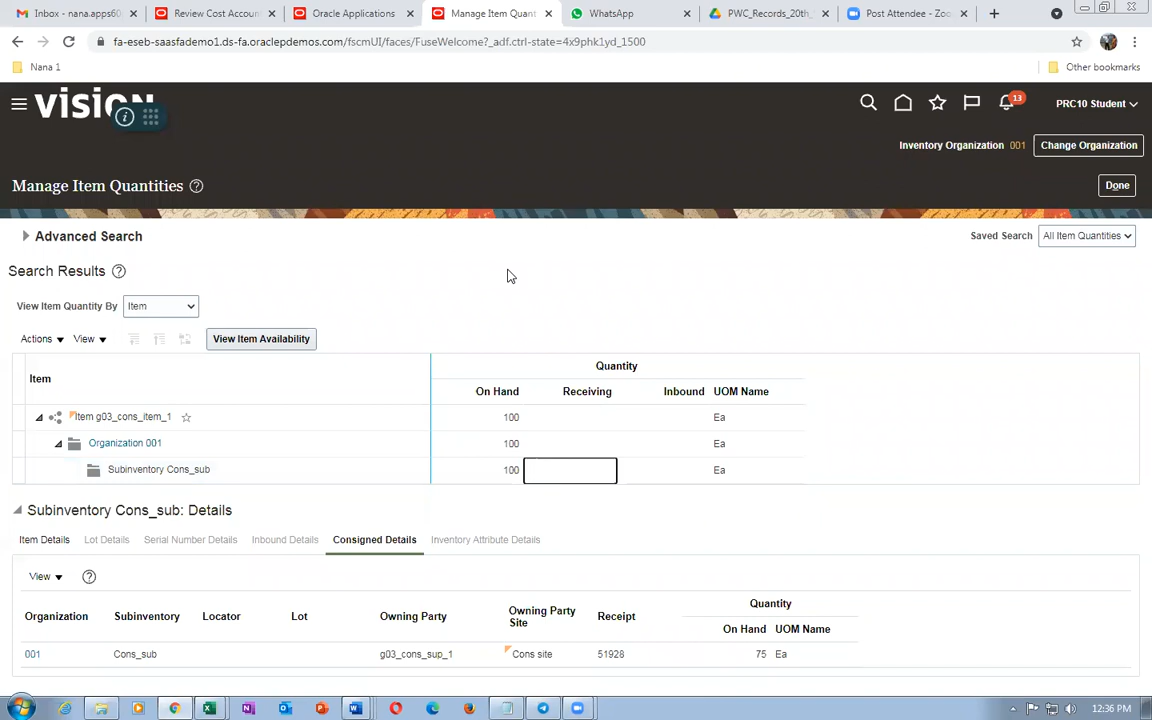 Inbox - nana.apps60
Review Cost Accoun
Oracle Applications
Manage Item Quant
WhatsApp
PWC_Records_20th_
Post Attendee - Zoo
fa-eseb-saasfademo1.ds-fa.oraclepdemos.com/fscmUI/faces/FuseWelcome?_adf.ctrl-state=4x9phk1yd_1500
Nana 1
Other bookmarks
vision
13
PRC10 Student
Inventory Organization 001
Change Organization
Manage Item Quantities
Done
Advanced Search
Saved Search
All Item Quantities
Search Results
View Item Quantity By
Item
Actions
View
View Item Availability
Item
Quantity
On Hand
Receiving
Inbound
UOM Name
Item g03_cons_item_1
100
Ea
Organization 001
100
Ea
Subinventory Cons_sub
100
Ea
Subinventory Cons_sub: Details
Item Details
Lot Details
Serial Number Details
Inbound Details
Consigned Details
Inventory Attribute Details
View
Organization
Subinventory
Locator
Lot
Owning Party
Owning Party
Site
Receipt
Quantity
On Hand
UOM Name
001
Cons_sub
g03_cons_sup_1
Cons site
51928
75
Ea
12:36 PM